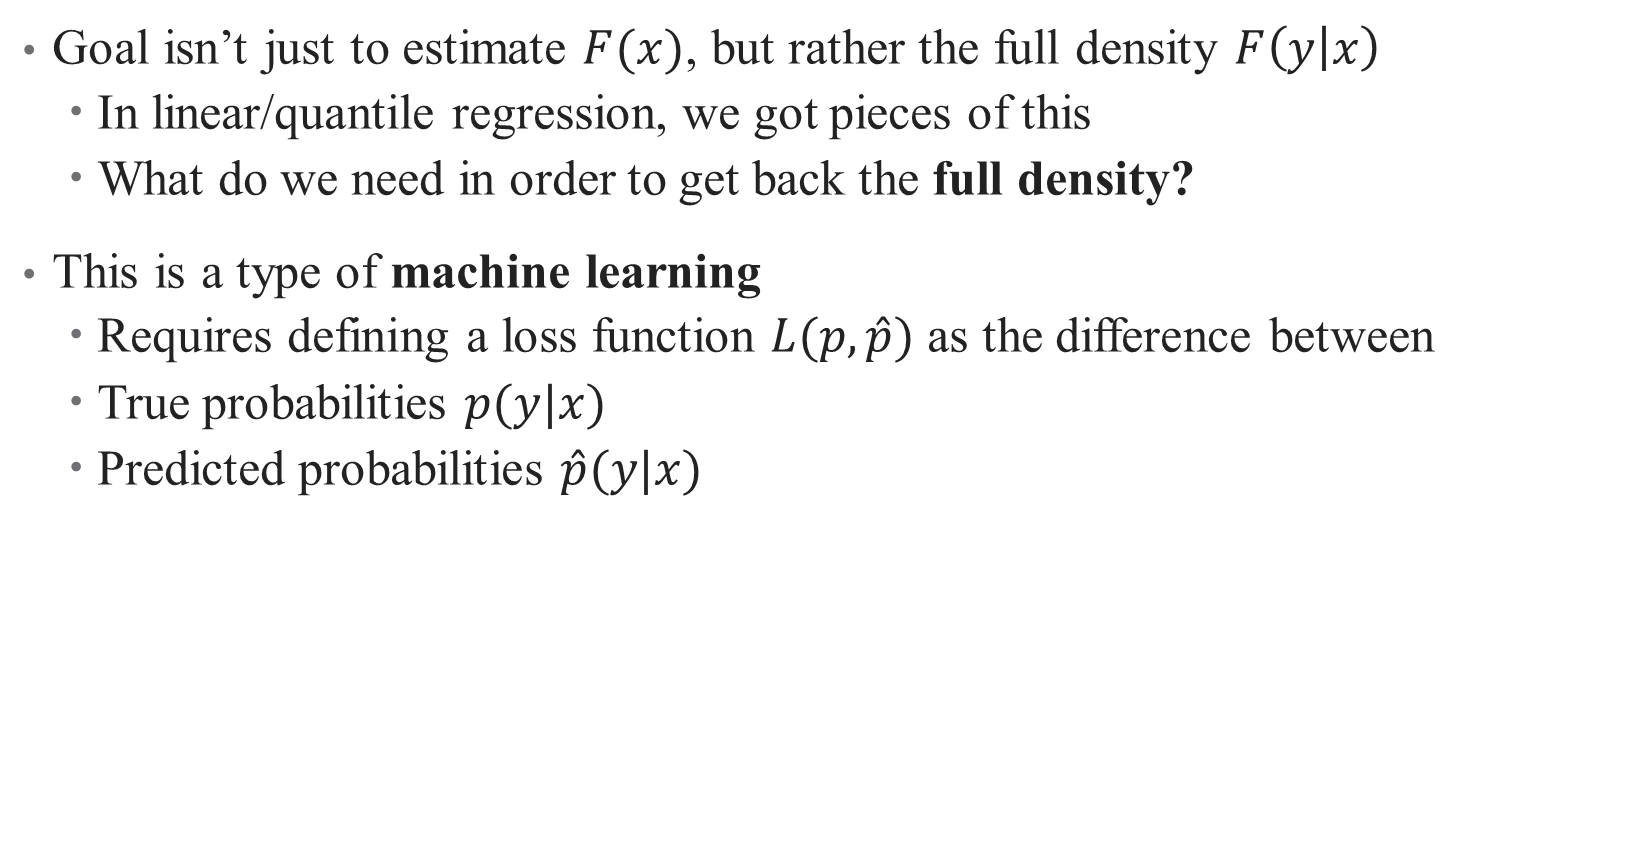 • Goal isn’t just to estimate F(x), but rather the full density F(y|x)
• In linear/quantile regression, we got pieces of this
• What do we need in order to get back the full density?
• This is a type of machine learning
• Requires defining a loss function L(p, p̂) as the difference between
• True probabilities p(y|x)
• Predicted probabilities p̂(y|x)